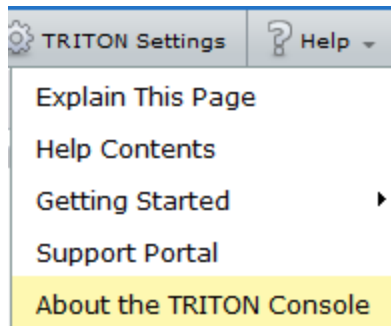 TRITON Settings
Help
Explain This Page
Help Contents
Getting Started
Support Portal
About the TRITON Console